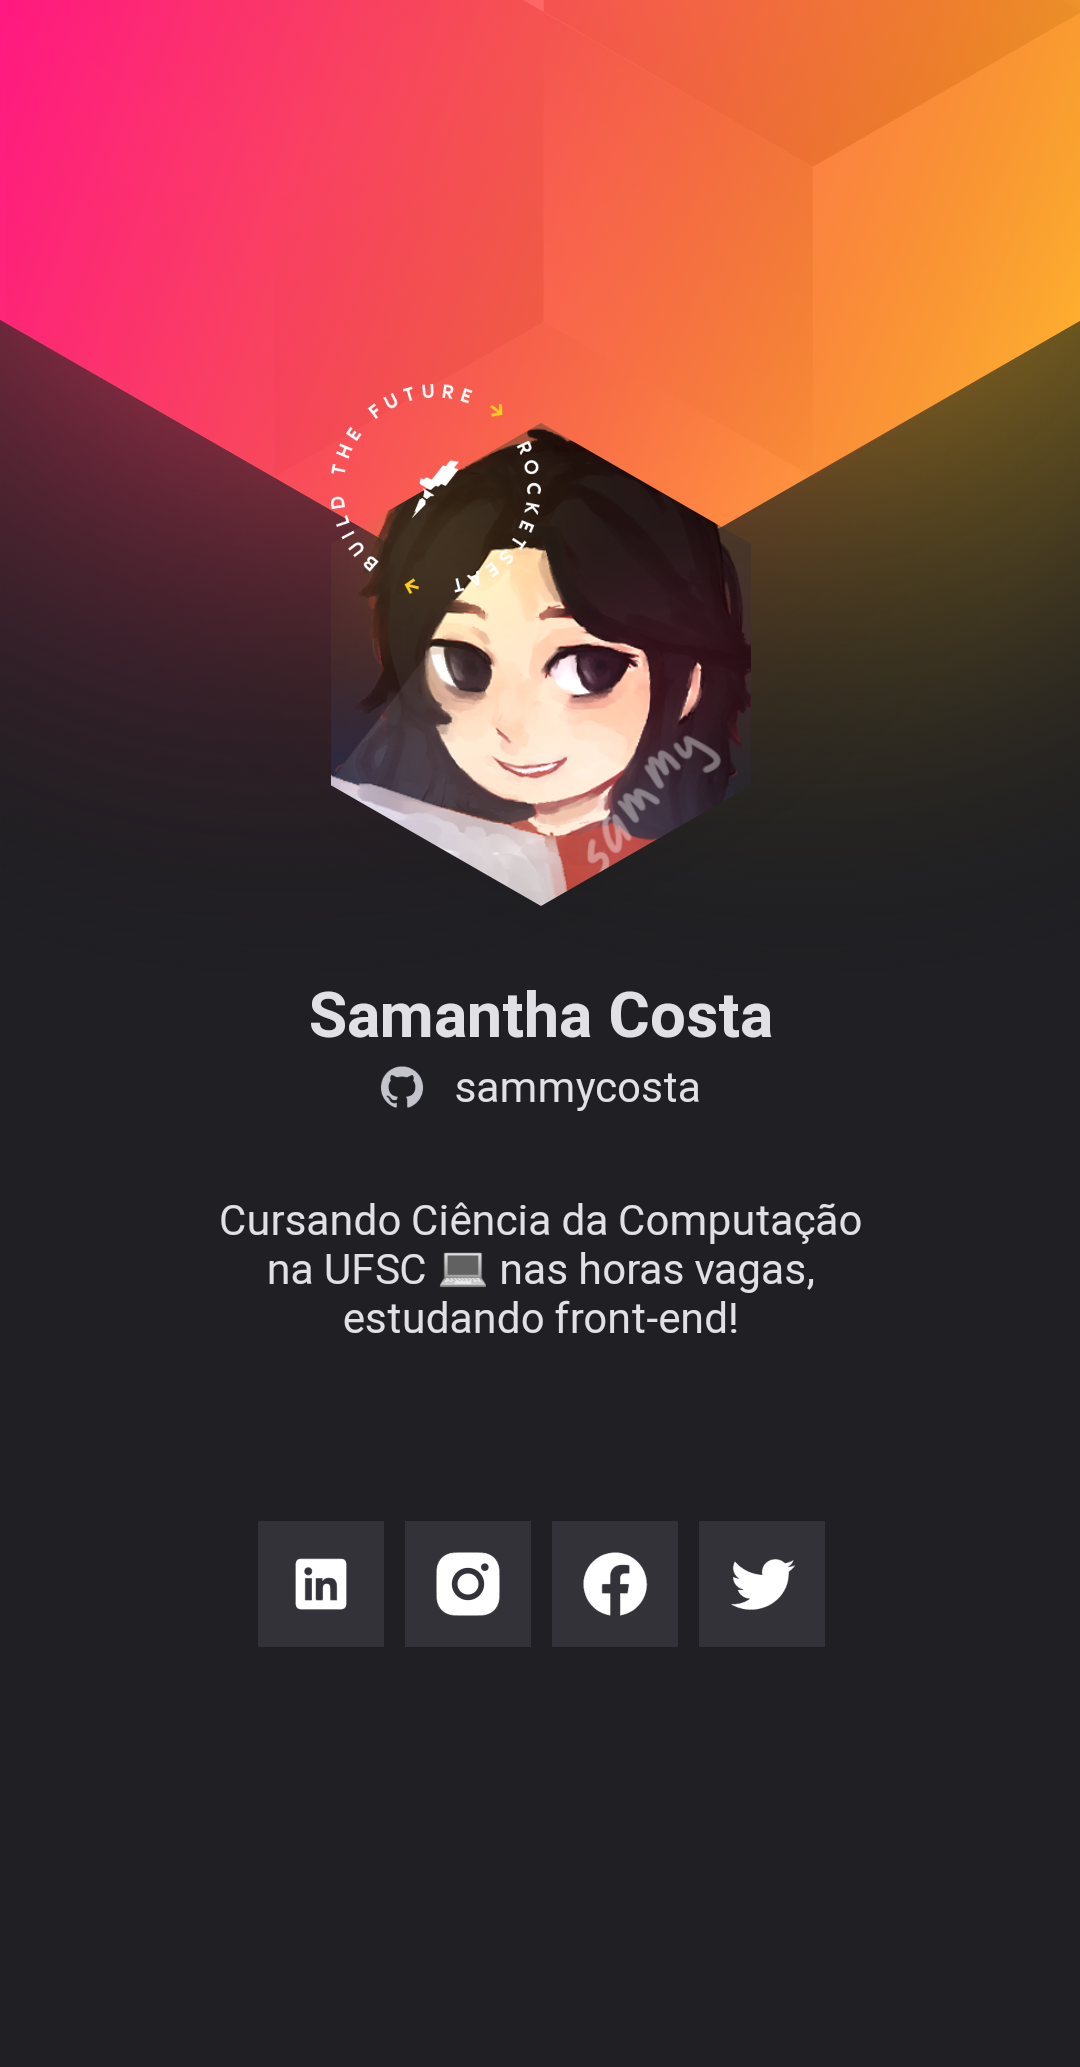 BUILD THE FUTURE → ROCKETSEAT →
sammy
Samantha Costa
sammycosta
Cursando Ciência da Computação
na UFSC 💻 nas horas vagas,
estudando front-end!